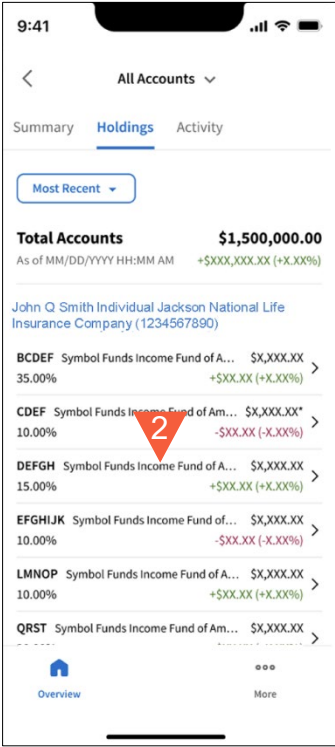 9:41
All Accounts
Summary Holdings Activity
Most Recent
Total Accounts $1,500,000.00
As of MM/DD/YYYY HH:MM AM +$XXX,XXX.XX (+X.XX%)
John Q Smith Individual Jackson National Life
Insurance Company (1234567890)
BCDEF Symbol Funds Income Fund of A... $X,XXX.XX
35.00% +$XX.XX (+X.XX%)
CDEF Symbol Funds Income Fund of Am... $X,XXX.XX*
10.00% -$XX.XX (-X.XX%)
2
DEFGH Symbol Funds Income Fund of A... $X,XXX.XX
15.00% +$XX.XX (+X.XX%)
EFGHIJK Symbol Funds Income Fund of... $X,XXX.XX
10.00% -$XX.XX (-X.XX%)
LMNOP Symbol Funds Income Fund of A... $X,XXX.XX
10.00% +$XX.XX (+X.XX%)
QRST Symbol Funds Income Fund of Am... $X,XXX.XX
Overview More